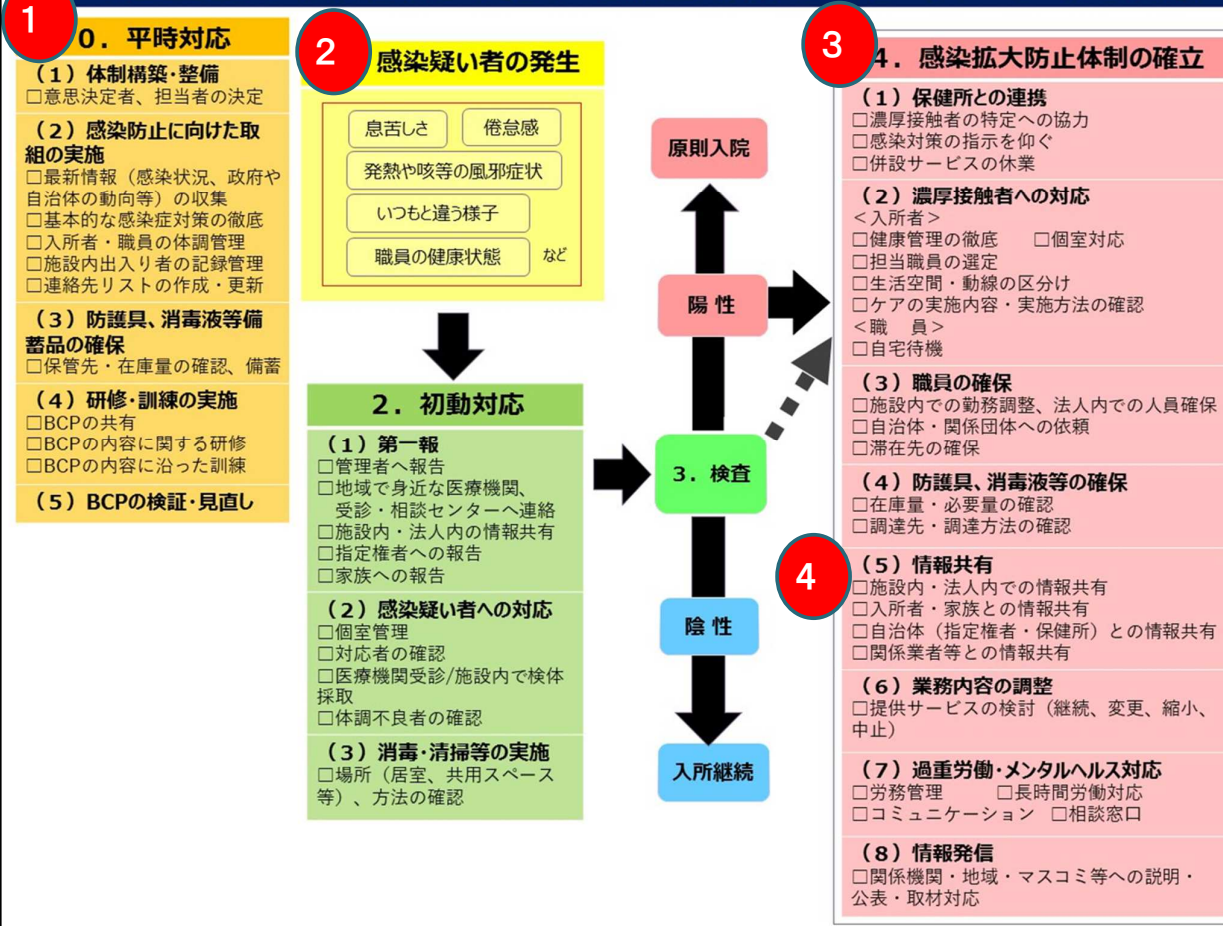 1
0．平時対応
（１）体制構築・整備
□意思決定者、担当者の決定
（２）感染防止に向けた取
組の実施
□最新情報（感染状況、政府や
自治体の動向等）の収集
□基本的な感染症対策の徹底
□入所者・職員の体調管理
□施設内出入り者の記録管理
□連絡先リストの作成・更新
（３）防護具、消毒液等備
蓄品の確保
□保管先・在庫量の確認、備蓄
（４）研修・訓練の実施
□BCPの共有
□BCPの内容に関する研修
□BCPの内容に沿った訓練
（５）BCPの検証・見直し
2
感染疑い者の発生
息苦しさ
倦怠感
発熱や咳等の風邪症状
いつもと違う様子
職員の健康状態
など
2．初動対応
（１）第一報
□管理者へ報告
□地域で身近な医療機関、
受診・相談センターへ連絡
□施設内・法人内の情報共有
□指定権者への報告
□家族への報告
（２）感染疑い者への対応
□個室管理
□対応者の確認
□医療機関受診/施設内で検体
採取
□体調不良者の確認
（３）消毒・清掃等の実施
□場所（居室、共用スペース
等）、方法の確認
原則入院
陽性
3．検査
陰性
入所継続
3
4．感染拡大防止体制の確立
（１）保健所との連携
□濃厚接触者の特定への協力
□感染対策の指示を仰ぐ
□併設サービスの休業
（２）濃厚接触者への対応
＜入所者＞
□健康管理の徹底　□個室対応
□担当職員の選定
□生活空間・動線の区分け
□ケアの実施内容・実施方法の確認
＜職　員＞
□自宅待機
（３）職員の確保
□施設内での勤務調整、法人内での人員確保
□自治体・関係団体への依頼
□滞在先の確保
（４）防護具、消毒液等の確保
□在庫量・必要量の確認
□調達先・調達方法の確認
4
（５）情報共有
□施設内・法人内での情報共有
□入所者・家族との情報共有
□自治体（指定権者・保健所）との情報共有
□関係業者等との情報共有
（６）業務内容の調整
□提供サービスの検討（継続、変更、縮小、
中止）
（７）過重労働・メンタルヘルス対応
□労務管理　□長時間労働対応
□コミュニケーション　□相談窓口
（８）情報発信
□関係機関・地域・マスコミ等への説明・
公表・取材対応